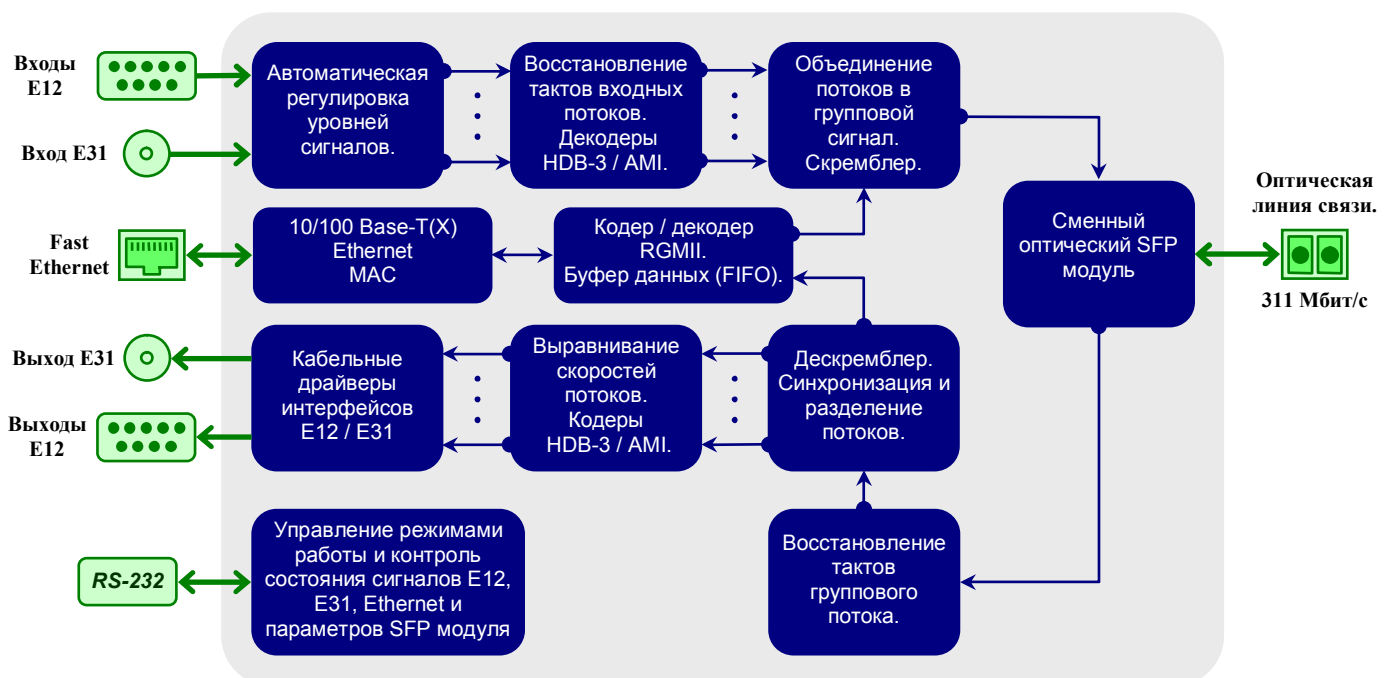 Входы
E12
Автоматическая
регулировка
уровней
сигналов.
Восстановление
тактов входных
потоков.
Декодеры
HDB-3 / AMI.
Объединение
потоков в
групповой
сигнал.
Скремблер.
Вход E31
Fast
Ethernet
10/100 Base-T(X)
Ethernet
MAC
Кодер / декодер
RGMII.
Буфер данных (FIFO).
Сменный
оптический SFP
модуль
Оптическая
линия связи.
311 Мбит/с
Выход E31
Выходы
E12
Кабельные
драйверы
интерфейсов
E12 / E31
Выравнивание
скоростей
потоков.
Кодеры
HDB-3 / AMI.
Дескремблер.
Синхронизация и
разделение
потоков.
RS-232
Управление режимами
работы и контроль
состояния сигналов E12,
E31, Ethernet и
параметров SFP модуля
Восстановление
тактов
группового
потока.